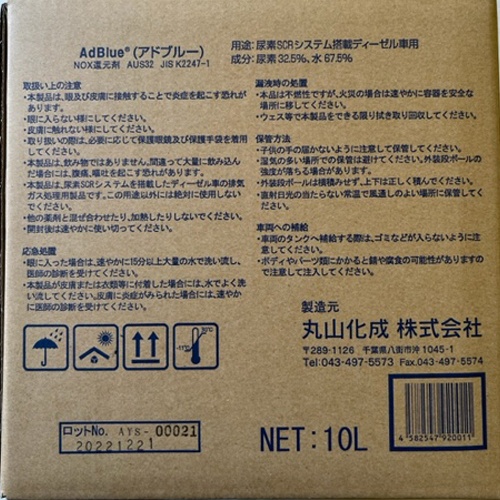 AdBlue®(アドブルー)
NOX還元剤 AUS32 JIS K2247-1
用途:尿素SCRシステム搭載ディーゼル車用
成分:尿素 32.5%、水 67.5%
取扱い上の注意
・本製品は、眼及び皮膚に接触することで炎症を起こす恐れがあります。
・眼に入らない様にしてください。
・皮膚に触れない様にしてください。
・取り扱いの際は、必要に応じて保護眼鏡及び保護手袋を着用してください。
・本製品は、飲み物ではありません。間違って大量に飲み込んだ場合には、腹痛、嘔吐を起こす恐れがあります。
・本製品は、尿素SCRシステムを搭載したディーゼル車の排気ガス処理用製品です。この用途以外には絶対に使用しないでください。
・他の薬剤と混ぜ合わせたり、加熱したりしないでください。
・開封後は速やかに使い切ってください。
応急処置
・眼に入った場合は、速やかに15分以上大量の水で洗い流し、医師の診断を受けてください。
・本製品が皮膚または衣類等に付着した場合には、水でよく洗い流してください。皮膚に炎症がみられた場合には、速やかに医師の診断を受けてください。
漏洩時の処置
・本品は不燃性ですが、火災の場合は速やかに容器を安全な場所に移してください。
・ウェス等で本製品をできる限り拭き取り回収してください。
保管方法
・子供の手の届かないように注意して保管してください。
・湿気の多い場所での保管は避けてください。外装段ボールの強度が落ちる場合があります。
・外装段ボールは横積みせず、上下は正しく積んでください。
・直射日光の当たらない常温で風通しのよい場所に保管してください。
車両への補給
・車両のタンクへ補給する際は、ゴミなどが入らないように注意してください。
・ボディやパーツ類にかかると錆や腐食の可能性がありますので注意して注入してください。
製造元
丸山化成 株式会社
〒289-1126 千葉県八街市沖1045-1
Tel:043-497-5573 Fax.043-497-5574
ロットNo. AYS- 00021
20221221
NET:10L
4 582547 920011